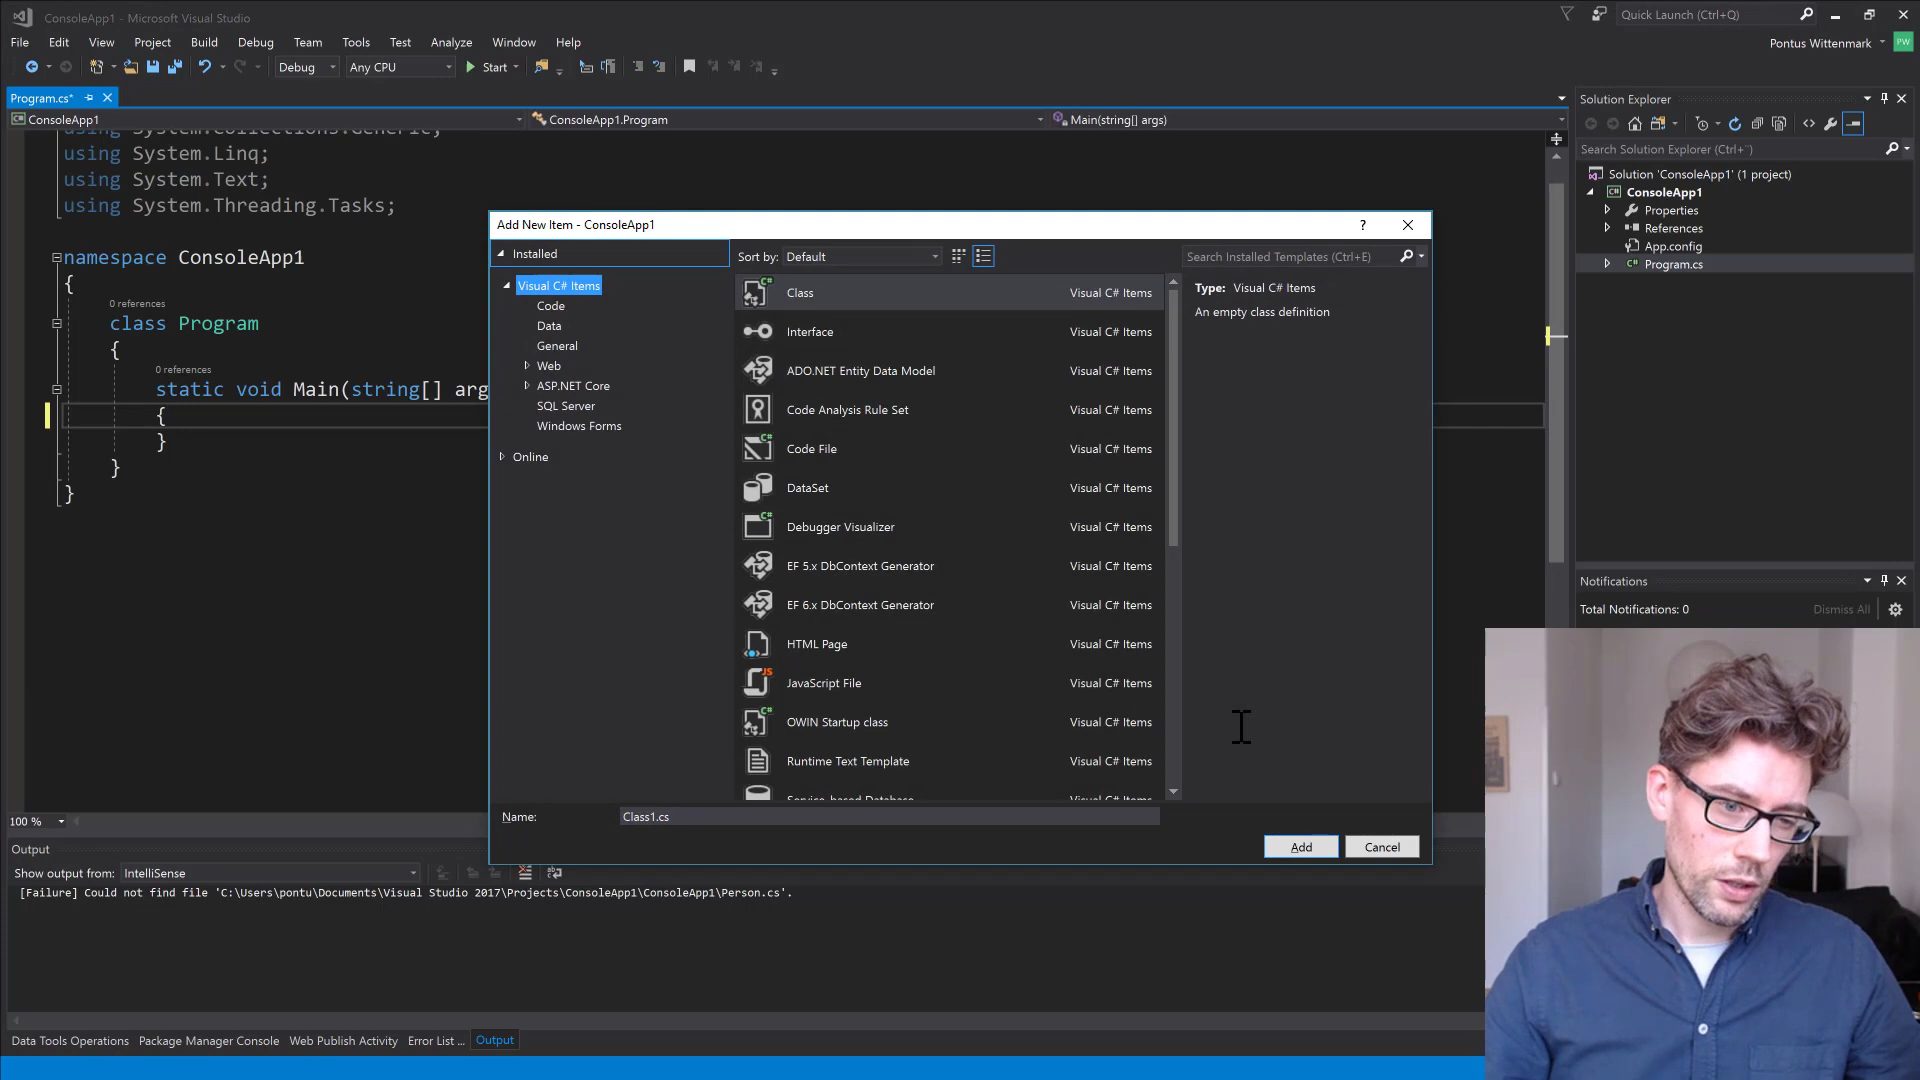 ConsoleApp1 - Microsoft Visual Studio
Quick Launch (Ctrl+Q)
File Edit View Project Build Debug Team Tools Test Analyze Window Help
Pontus Wittenmark PW
Debug Any CPU Start
Program.cs*
ConsoleApp1 ConsoleApp1.Program Main(string[] args)
using System.Collections.Generic;
using System.Linq;
using System.Text;
using System.Threading.Tasks;
namespace ConsoleApp1
{
0 references
class Program
{
0 references
static void Main(string[] arg
{
}
}
}
Add New Item - ConsoleApp1
?
Installed
Visual C# Items
Code
Data
General
Web
ASP.NET Core
SQL Server
Windows Forms
Online
Sort by: Default
Class Visual C# Items
Interface Visual C# Items
ADO.NET Entity Data Model Visual C# Items
Code Analysis Rule Set Visual C# Items
Code File Visual C# Items
DataSet Visual C# Items
Debugger Visualizer Visual C# Items
EF 5.x DbContext Generator Visual C# Items
EF 6.x DbContext Generator Visual C# Items
HTML Page Visual C# Items
JavaScript File Visual C# Items
OWIN Startup class Visual C# Items
Runtime Text Template Visual C# Items
Service-based Database Visual C# Items
Search Installed Templates (Ctrl+E)
Type: Visual C# Items
An empty class definition
Name: Class1.cs
Add Cancel
Solution Explorer
Search Solution Explorer (Ctrl+¨)
Solution 'ConsoleApp1' (1 project)
ConsoleApp1
Properties
References
App.config
Program.cs
Notifications
Total Notifications: 0 Dismiss All
100 %
Output
Show output from: IntelliSense
[Failure] Could not find file 'C:\Users\pontu\Documents\Visual Studio 2017\Projects\ConsoleApp1\ConsoleApp1\Person.cs'.
Data Tools Operations Package Manager Console Web Publish Activity Error List ... Output